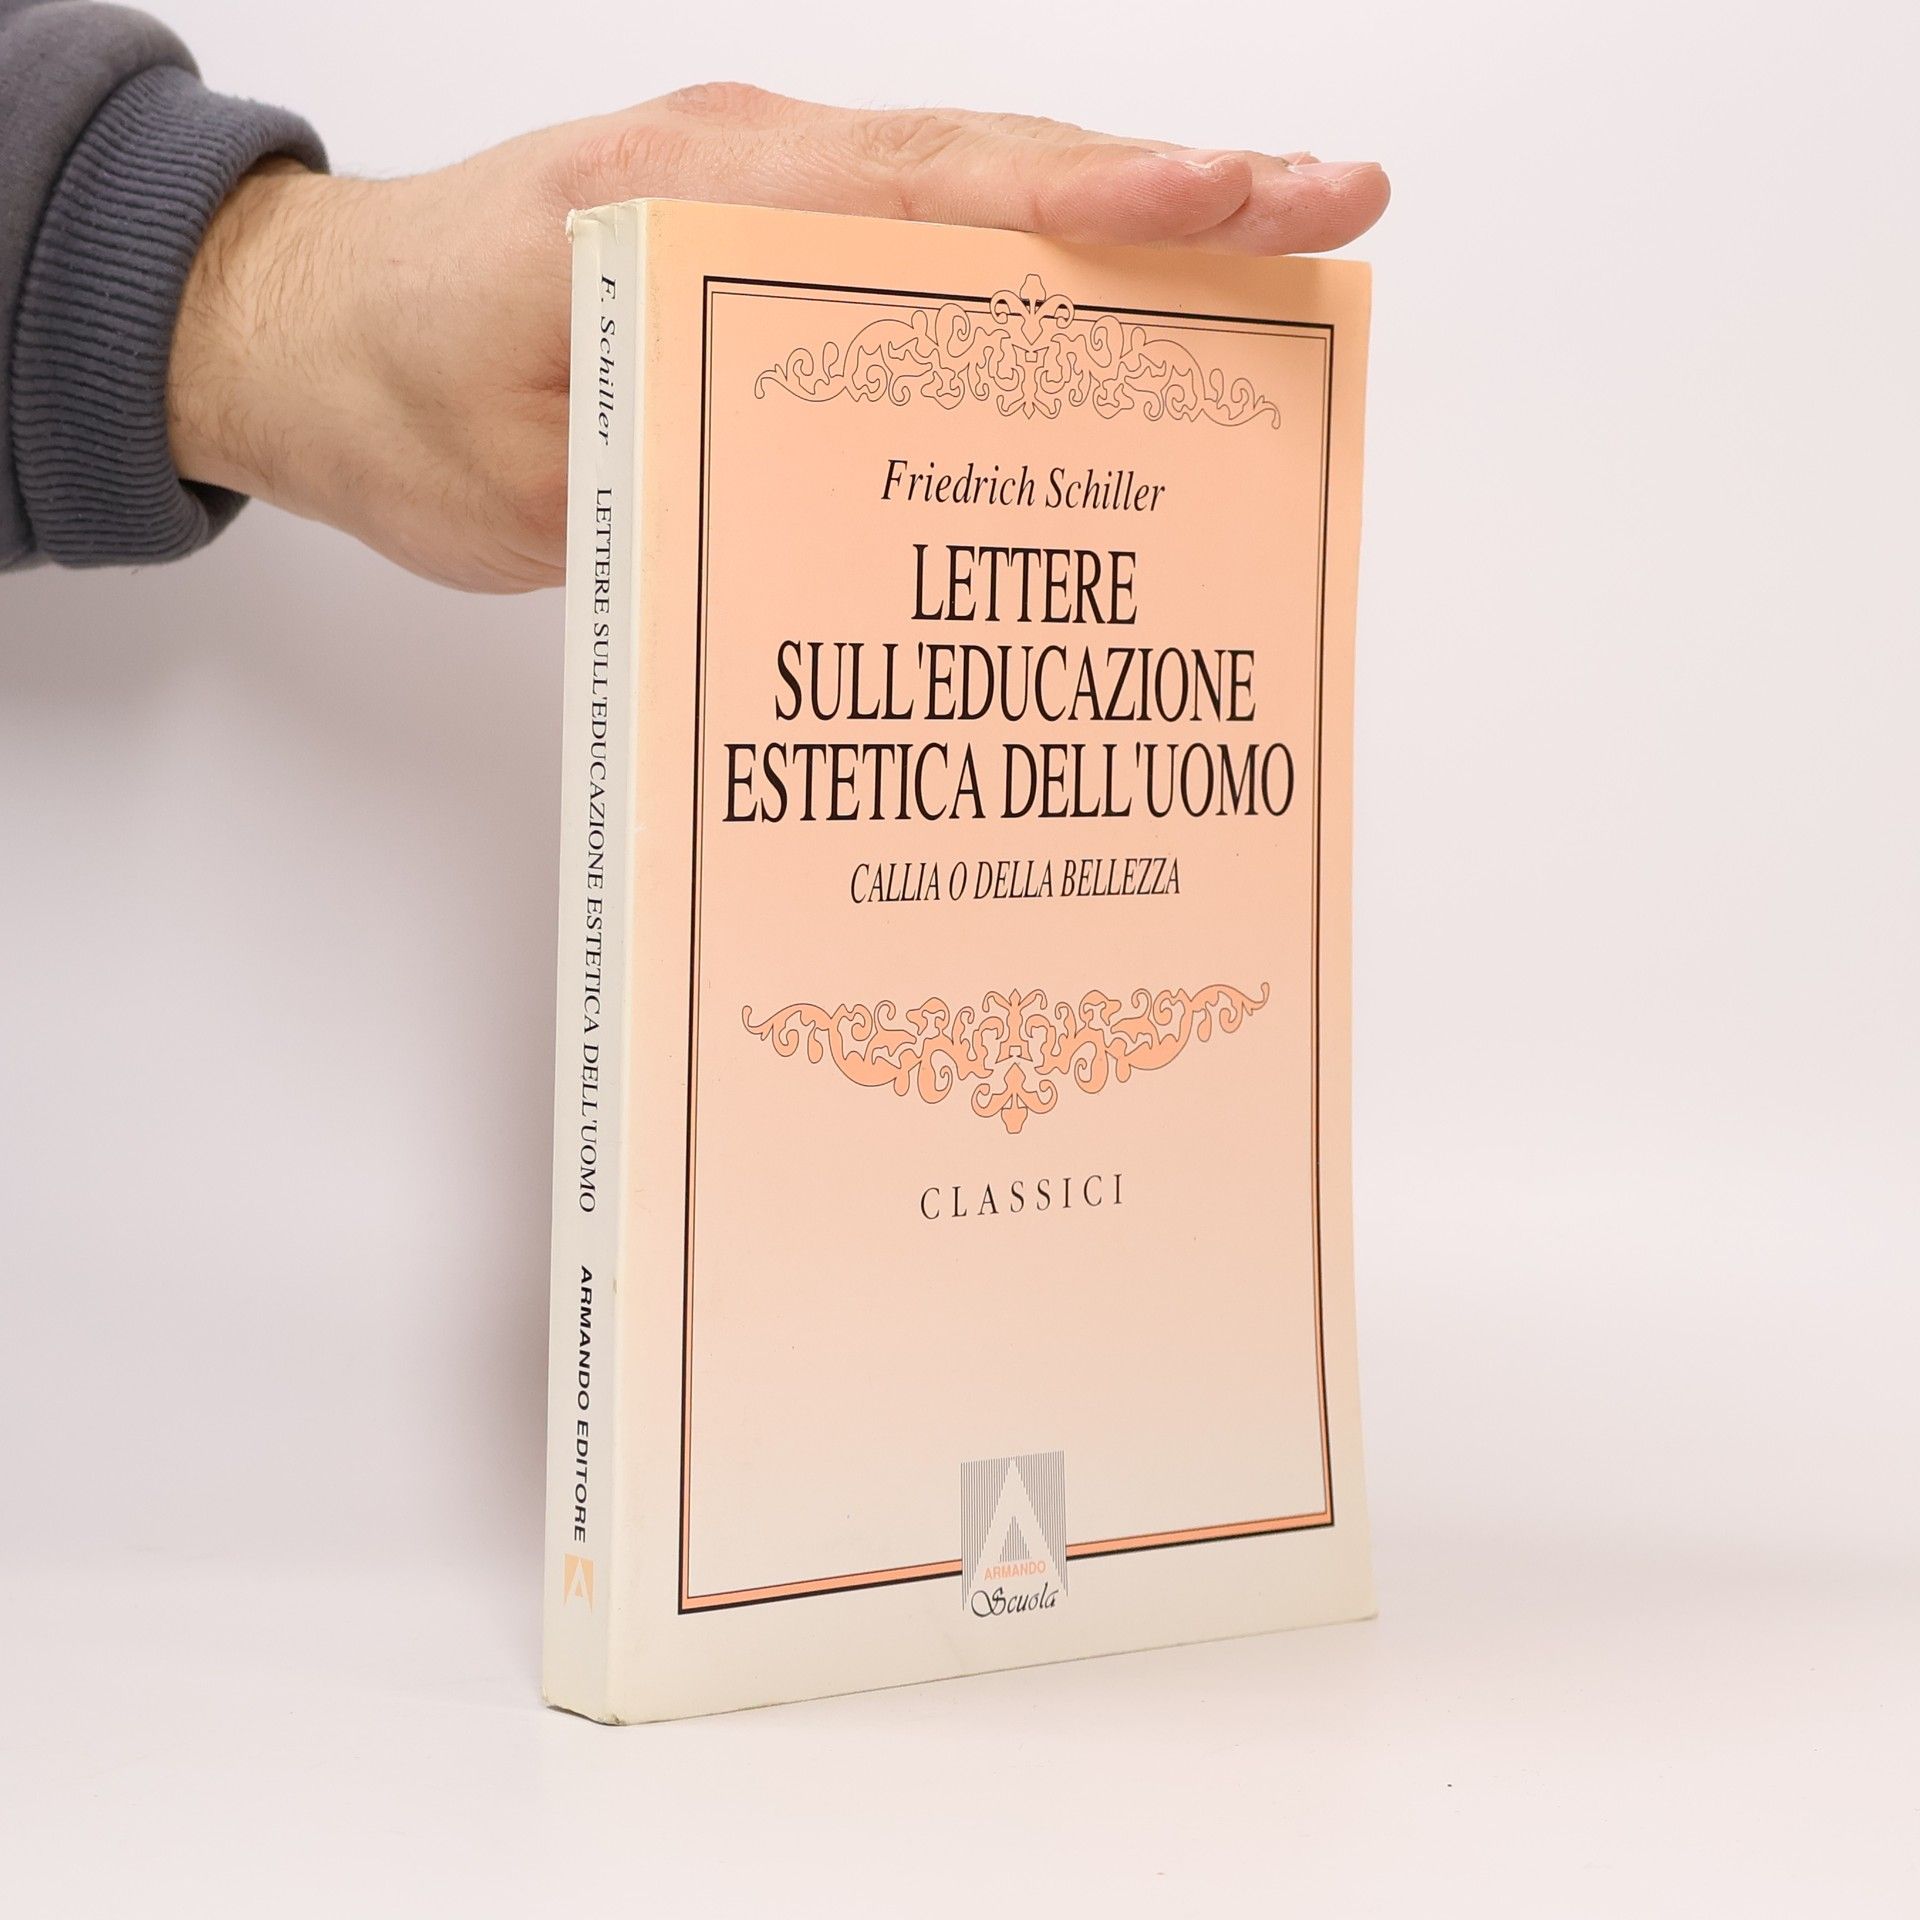 F. Schiller LETTERE SULL'EDUCAZIONE ESTETICA DELL'UOMO ARMANDO EDITORE
Friedrich Schiller
LETTERE
SULL'EDUCAZIONE
ESTETICA DELL'UOMO
CALLIA O DELLA BELLEZZA
CLASSICI
ARMANDO
Scuola